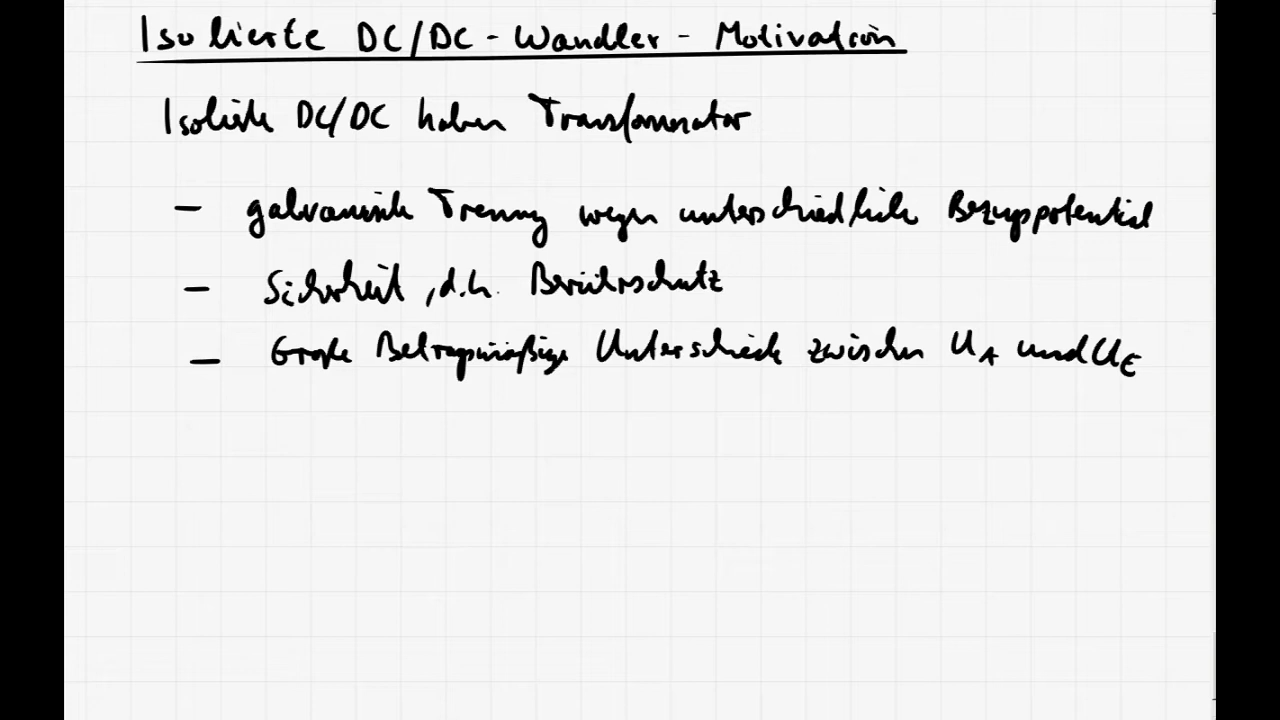 Isolierte DC/DC-Wandler - Motivation
Isolierte DC/DC haben Transformator
- galvanische Trennung wegen unterschiedliche Bezugspotential
- Sicherheit, d.h. Berührschutz
- Große Betragsmäßige Unterschiede zwischen U_A und U_E